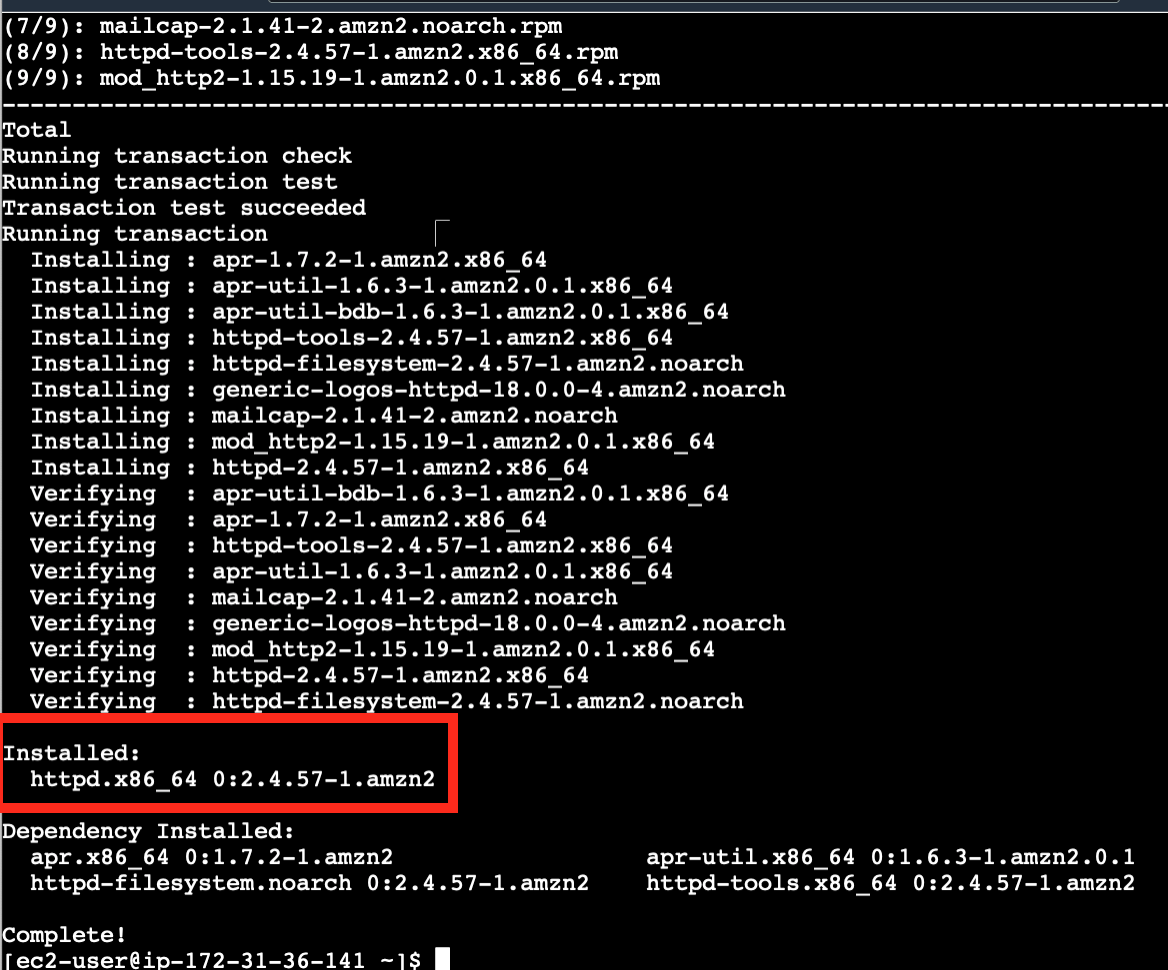 (7/9): mailcap-2.1.41-2.amzn2.noarch.rpm
(8/9): httpd-tools-2.4.57-1.amzn2.x86_64.rpm
(9/9): mod_http2-1.15.19-1.amzn2.0.1.x86_64.rpm
--------------------------------------------------------------------------------
Total
Running transaction check
Running transaction test
Transaction test succeeded
Running transaction
  Installing : apr-1.7.2-1.amzn2.x86_64
  Installing : apr-util-1.6.3-1.amzn2.0.1.x86_64
  Installing : apr-util-bdb-1.6.3-1.amzn2.0.1.x86_64
  Installing : httpd-tools-2.4.57-1.amzn2.x86_64
  Installing : httpd-filesystem-2.4.57-1.amzn2.noarch
  Installing : generic-logos-httpd-18.0.0-4.amzn2.noarch
  Installing : mailcap-2.1.41-2.amzn2.noarch
  Installing : mod_http2-1.15.19-1.amzn2.0.1.x86_64
  Installing : httpd-2.4.57-1.amzn2.x86_64
  Verifying  : apr-util-bdb-1.6.3-1.amzn2.0.1.x86_64
  Verifying  : apr-1.7.2-1.amzn2.x86_64
  Verifying  : httpd-tools-2.4.57-1.amzn2.x86_64
  Verifying  : apr-util-1.6.3-1.amzn2.0.1.x86_64
  Verifying  : mailcap-2.1.41-2.amzn2.noarch
  Verifying  : generic-logos-httpd-18.0.0-4.amzn2.noarch
  Verifying  : mod_http2-1.15.19-1.amzn2.0.1.x86_64
  Verifying  : httpd-2.4.57-1.amzn2.x86_64
  Verifying  : httpd-filesystem-2.4.57-1.amzn2.noarch
Installed:
  httpd.x86_64 0:2.4.57-1.amzn2
Dependency Installed:
  apr.x86_64 0:1.7.2-1.amzn2 apr-util.x86_64 0:1.6.3-1.amzn2.0.1
  httpd-filesystem.noarch 0:2.4.57-1.amzn2 httpd-tools.x86_64 0:2.4.57-1.amzn2
Complete!
[ec2-user@ip-172-31-36-141 ~]$